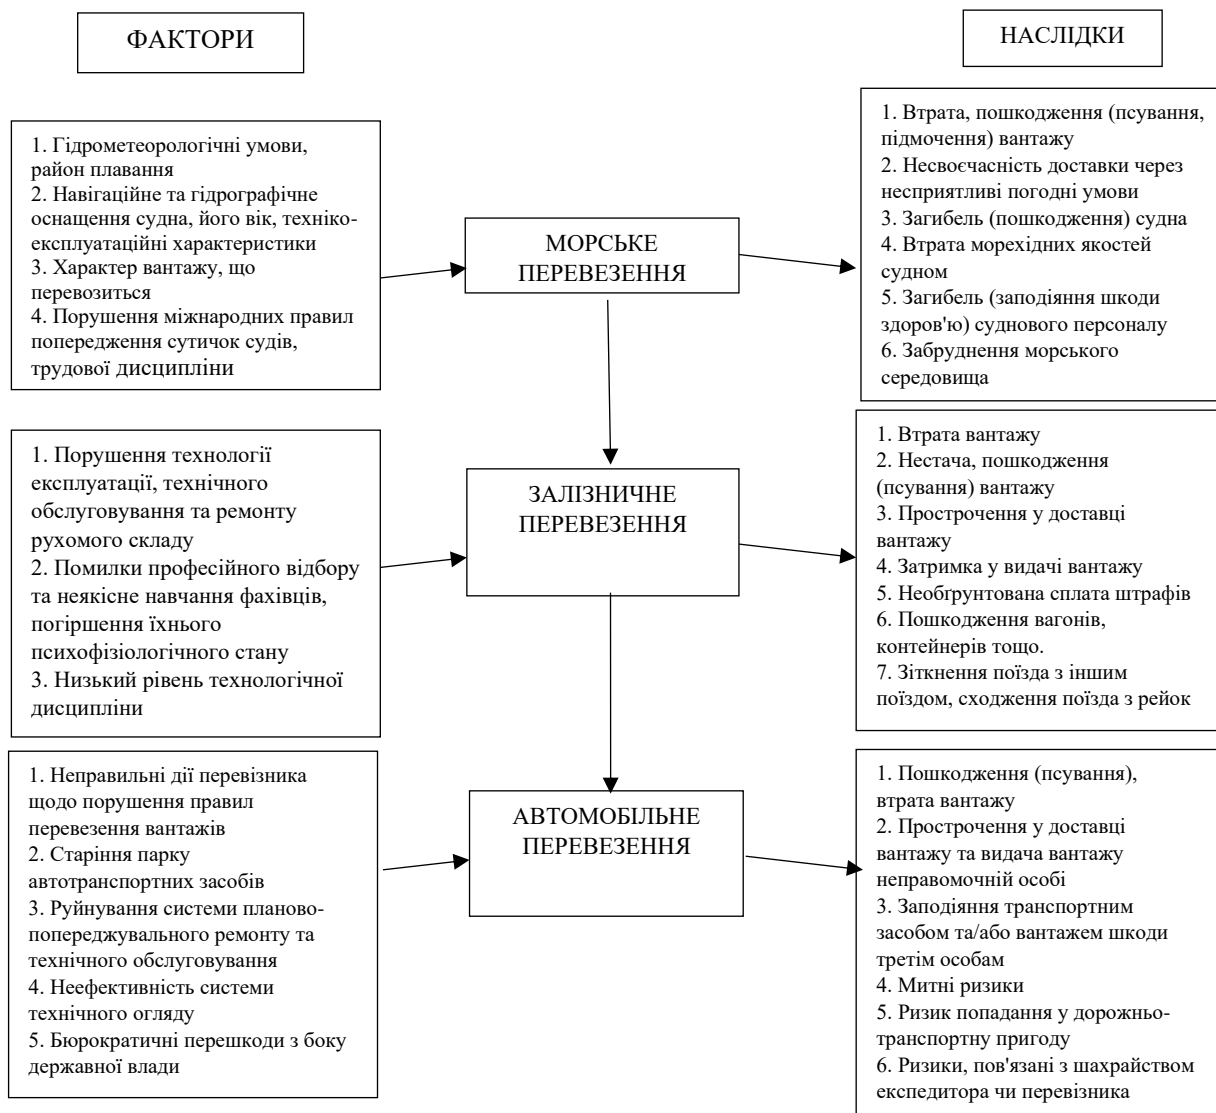 ФАКТОРИ
НАСЛІДКИ
1. Гідрометеорологічні умови,
район плавання
2. Навігаційне та гідрографічне
оснащення судна, його вік, техніко-
експлуатаційні характеристики
3. Характер вантажу, що
перевозиться
4. Порушення міжнародних правил
попередження сутичок судів,
трудової дисципліни
МОРСЬКЕ
ПЕРЕВЕЗЕННЯ
1. Втрата, пошкодження (псування,
підмочення) вантажу
2. Несвоєчасність доставки через
несприятливі погодні умови
3. Загибель (пошкодження) судна
4. Втрата морехідних якостей
судном
5. Загибель (заподіяння шкоди
здоров'ю) суднового персоналу
6. Забруднення морського
середовища
1. Порушення технології
експлуатації, технічного
обслуговування та ремонту
рухомого складу
2. Помилки професійного відбору
та неякісне навчання фахівців,
погіршення їхнього
психофізіологічного стану
3. Низький рівень технологічної
дисципліни
ЗАЛІЗНИЧНЕ
ПЕРЕВЕЗЕННЯ
1. Втрата вантажу
2. Нестача, пошкодження
(псування) вантажу
3. Прострочення у доставці
вантажу
4. Затримка у видачі вантажу
5. Необґрунтована сплата штрафів
6. Пошкодження вагонів,
контейнерів тощо.
7. Зіткнення поїзда з іншим
поїздом, сходження поїзда з рейок
1. Неправильні дії перевізника
щодо порушення правил
перевезення вантажів
2. Старіння парку
автотранспортних засобів
3. Руйнування системи планово-
попереджувального ремонту та
технічного обслуговування
4. Неефективність системи
технічного огляду
5. Бюрократичні перешкоди з боку
державної влади
АВТОМОБІЛЬНЕ
ПЕРЕВЕЗЕННЯ
1. Пошкодження (псування),
втрата вантажу
2. Прострочення у доставці
вантажу та видача вантажу
неправомочній особі
3. Заподіяння транспортним
засобом та/або вантажем шкоди
третім особам
4. Митні ризики
5. Ризик попадання у дорожньо-
транспортну пригоду
6. Ризики, пов'язані з шахрайством
експедитора чи перевізника